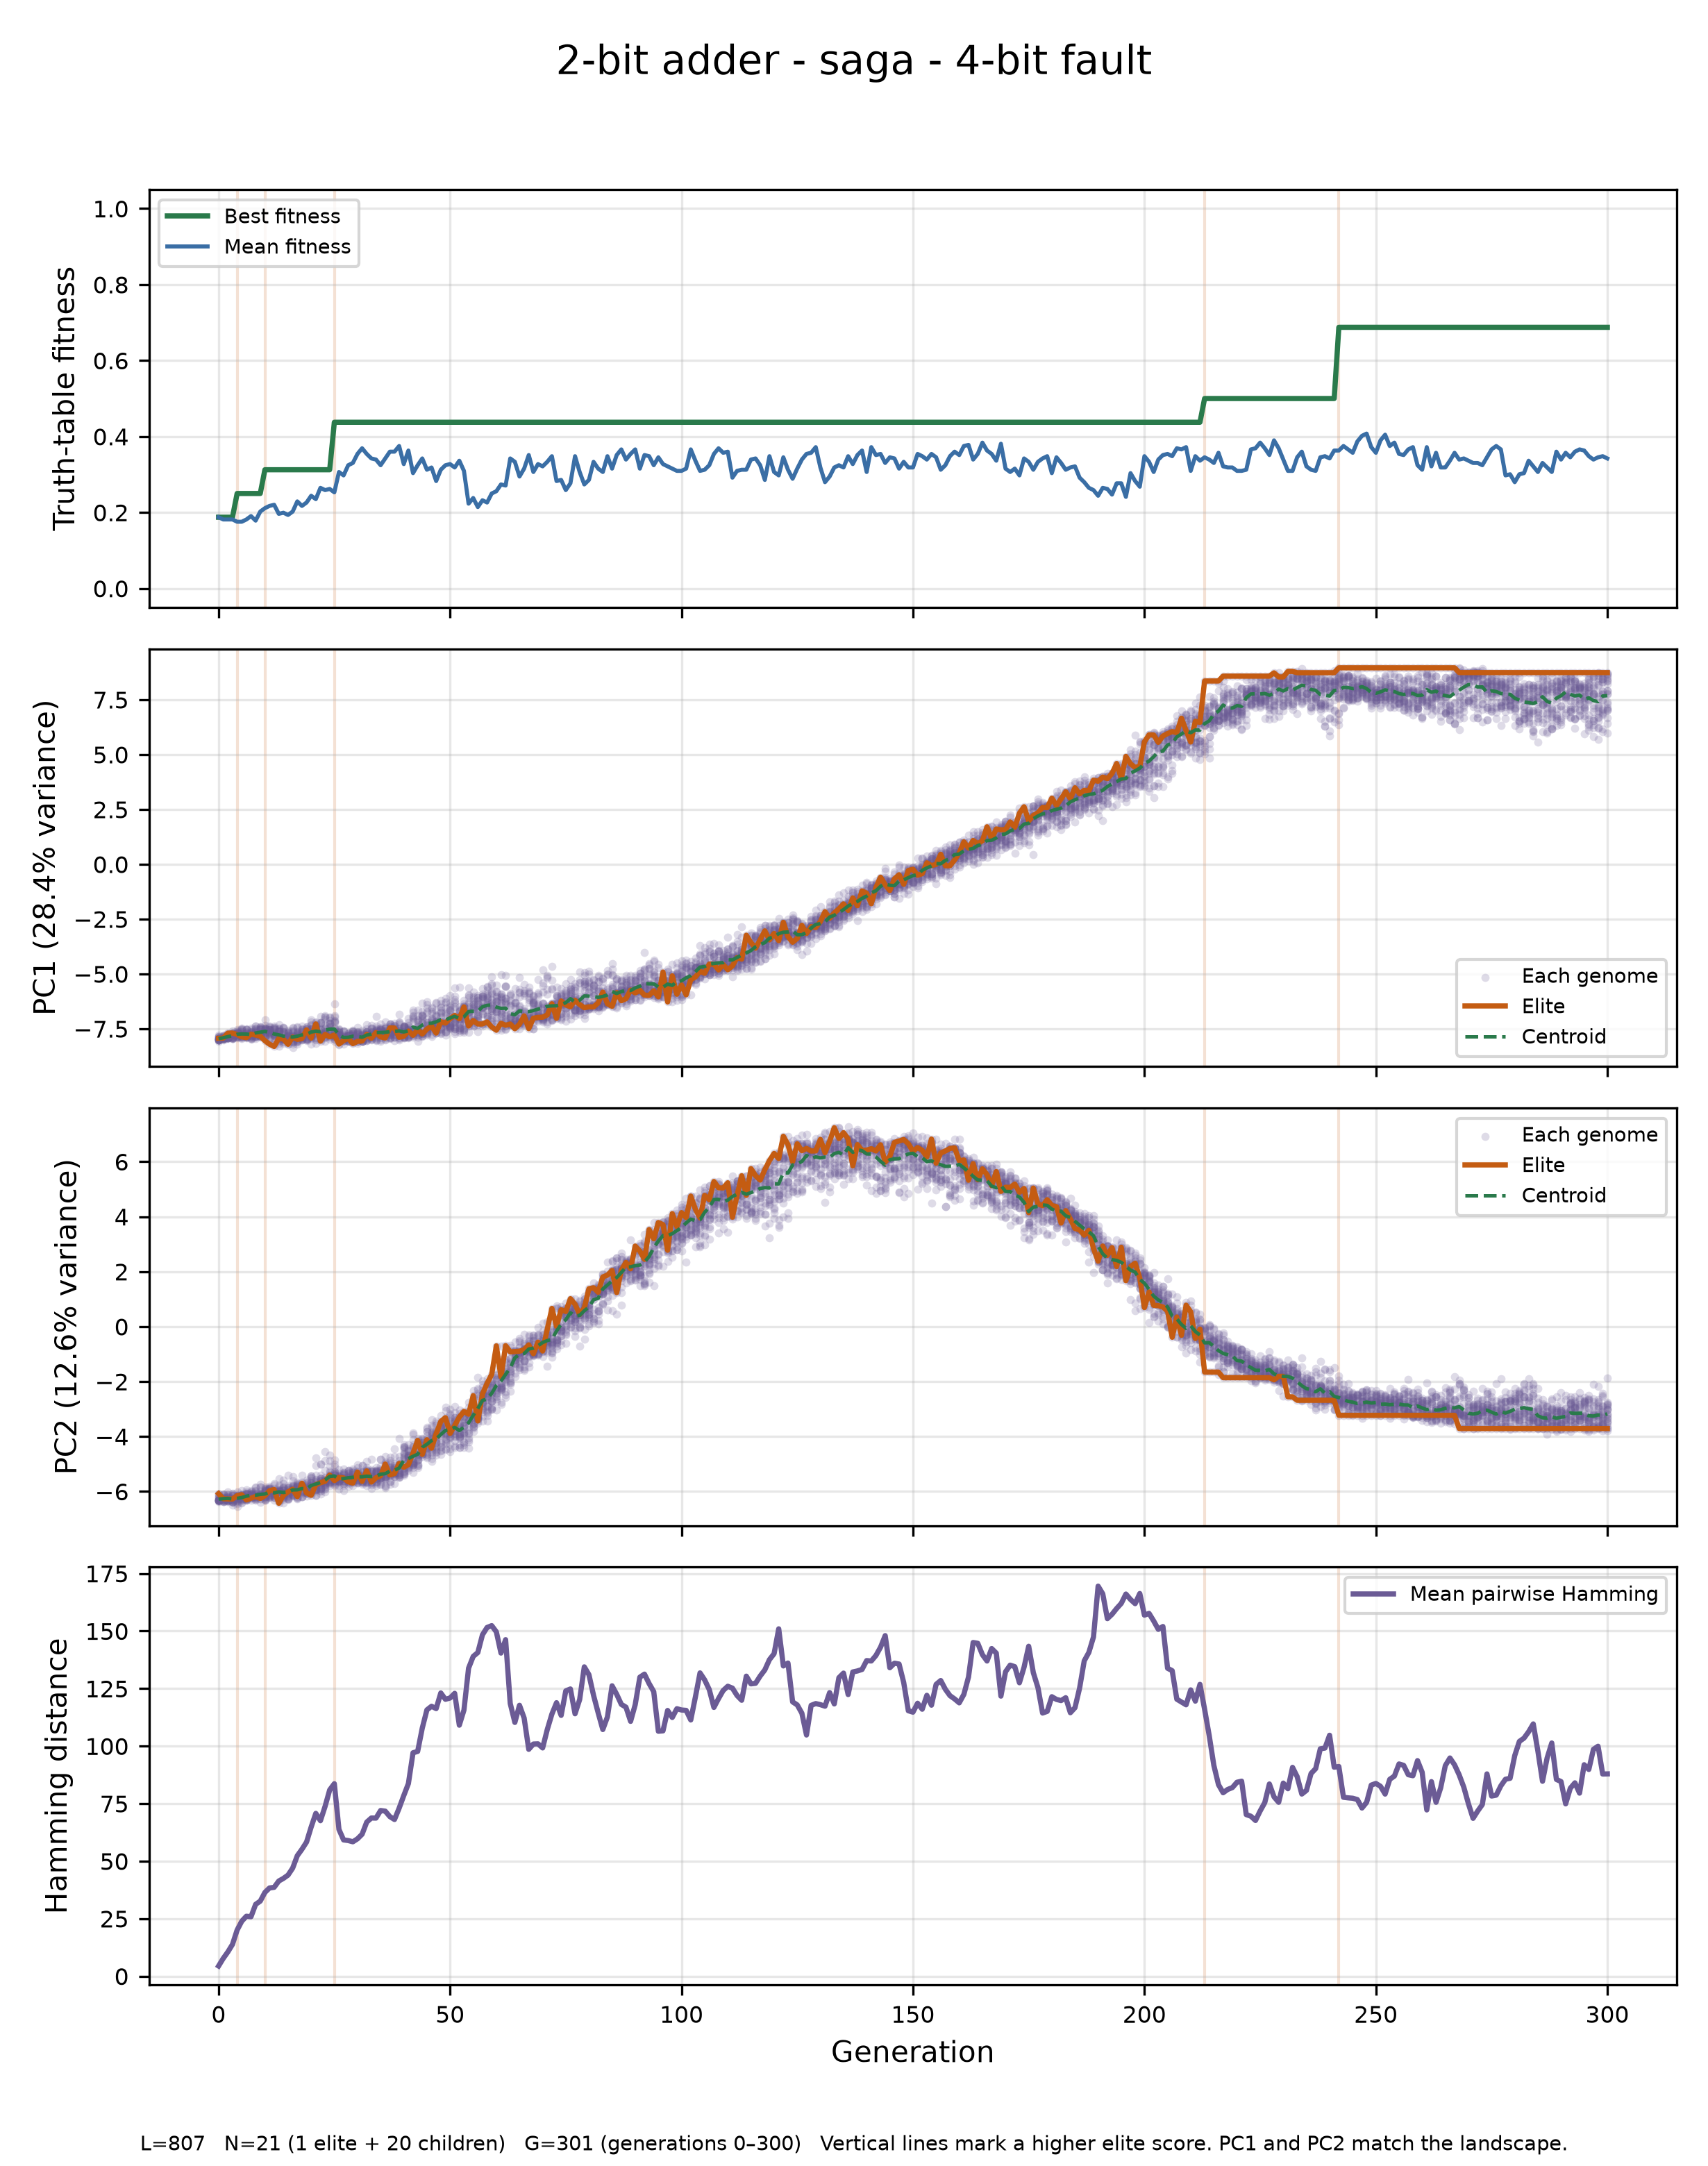 2-bit adder - saga - 4-bit fault
Truth-table fitness
1.0
0.8
0.6
0.4
0.2
0.0
Best fitness
Mean fitness
PC1 (28.4% variance)
7.5
5.0
2.5
0.0
−2.5
−5.0
−7.5
Each genome
Elite
Centroid
PC2 (12.6% variance)
6
4
2
0
−2
−4
−6
Each genome
Elite
Centroid
Hamming distance
175
150
125
100
75
50
25
0
Mean pairwise Hamming
0 50 100 150 200 250 300
Generation
L=807 N=21 (1 elite + 20 children) G=301 (generations 0–300) Vertical lines mark a higher elite score. PC1 and PC2 match the landscape.